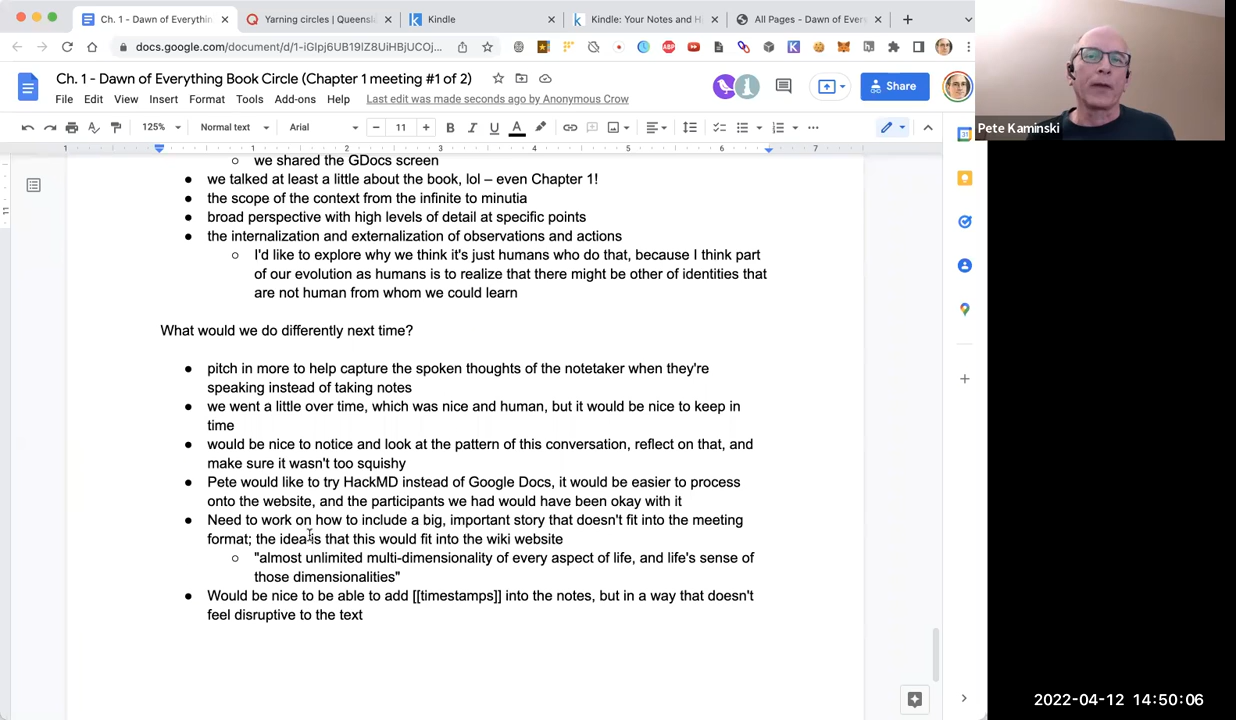 Ch. 1 - Dawn of Everythin
Yarning circles | Queensla
Kindle
Kindle: Your Notes and H
All Pages - Dawn of Every
docs.google.com/document/d/1-iGlpj6UB19IZ8UiHBjUCOj...
Ch. 1 - Dawn of Everything Book Circle (Chapter 1 meeting #1 of 2)
Share
File Edit View Insert Format Tools Add-ons Help Last edit was made seconds ago by Anonymous Crow
125% Normal text Arial 11 B I U A
1 1 2 3 4 5 6 7
Pete Kaminski
we shared the GDocs screen
we talked at least a little about the book, lol – even Chapter 1!
the scope of the context from the infinite to minutia
broad perspective with high levels of detail at specific points
the internalization and externalization of observations and actions
I'd like to explore why we think it's just humans who do that, because I think part
of our evolution as humans is to realize that there might be other of identities that
are not human from whom we could learn
What would we do differently next time?
pitch in more to help capture the spoken thoughts of the notetaker when they're
speaking instead of taking notes
we went a little over time, which was nice and human, but it would be nice to keep in
time
would be nice to notice and look at the pattern of this conversation, reflect on that, and
make sure it wasn't too squishy
Pete would like to try HackMD instead of Google Docs, it would be easier to process
onto the website, and the participants we had would have been okay with it
Need to work on how to include a big, important story that doesn't fit into the meeting
format; the idea is that this would fit into the wiki website
"almost unlimited multi-dimensionality of every aspect of life, and life's sense of
those dimensionalities"
Would be nice to be able to add [[timestamps]] into the notes, but in a way that doesn't
feel disruptive to the text
2022-04-12 14:50:06